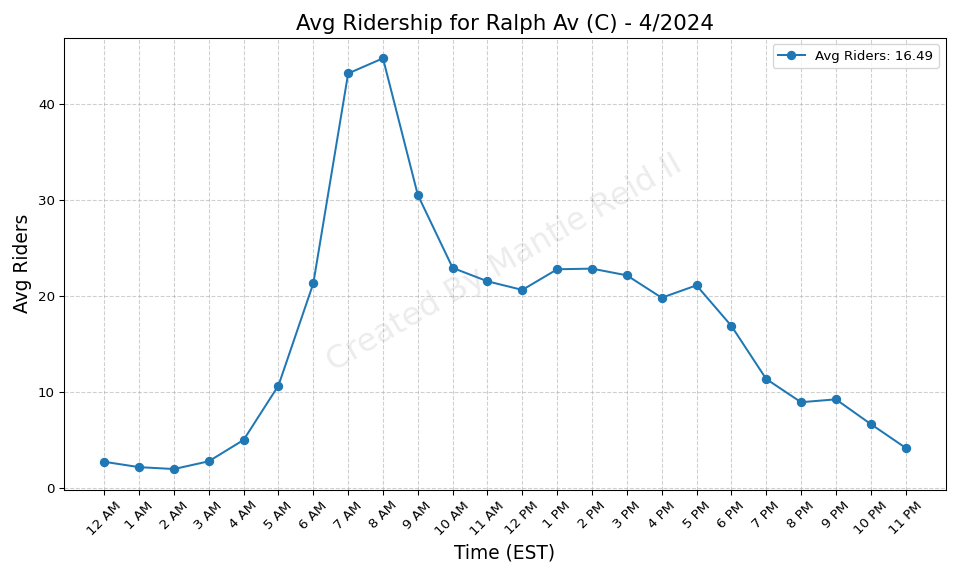 Avg Ridership for Ralph Av (C) - 4/2024
Avg Riders: 16.49
40
30
20
10
0
Avg Riders
Created By Mantie Reid II
12 AM
1 AM
2 AM
3 AM
4 AM
5 AM
6 AM
7 AM
8 AM
9 AM
10 AM
11 AM
12 PM
1 PM
2 PM
3 PM
4 PM
5 PM
6 PM
7 PM
8 PM
9 PM
10 PM
11 PM
Time (EST)